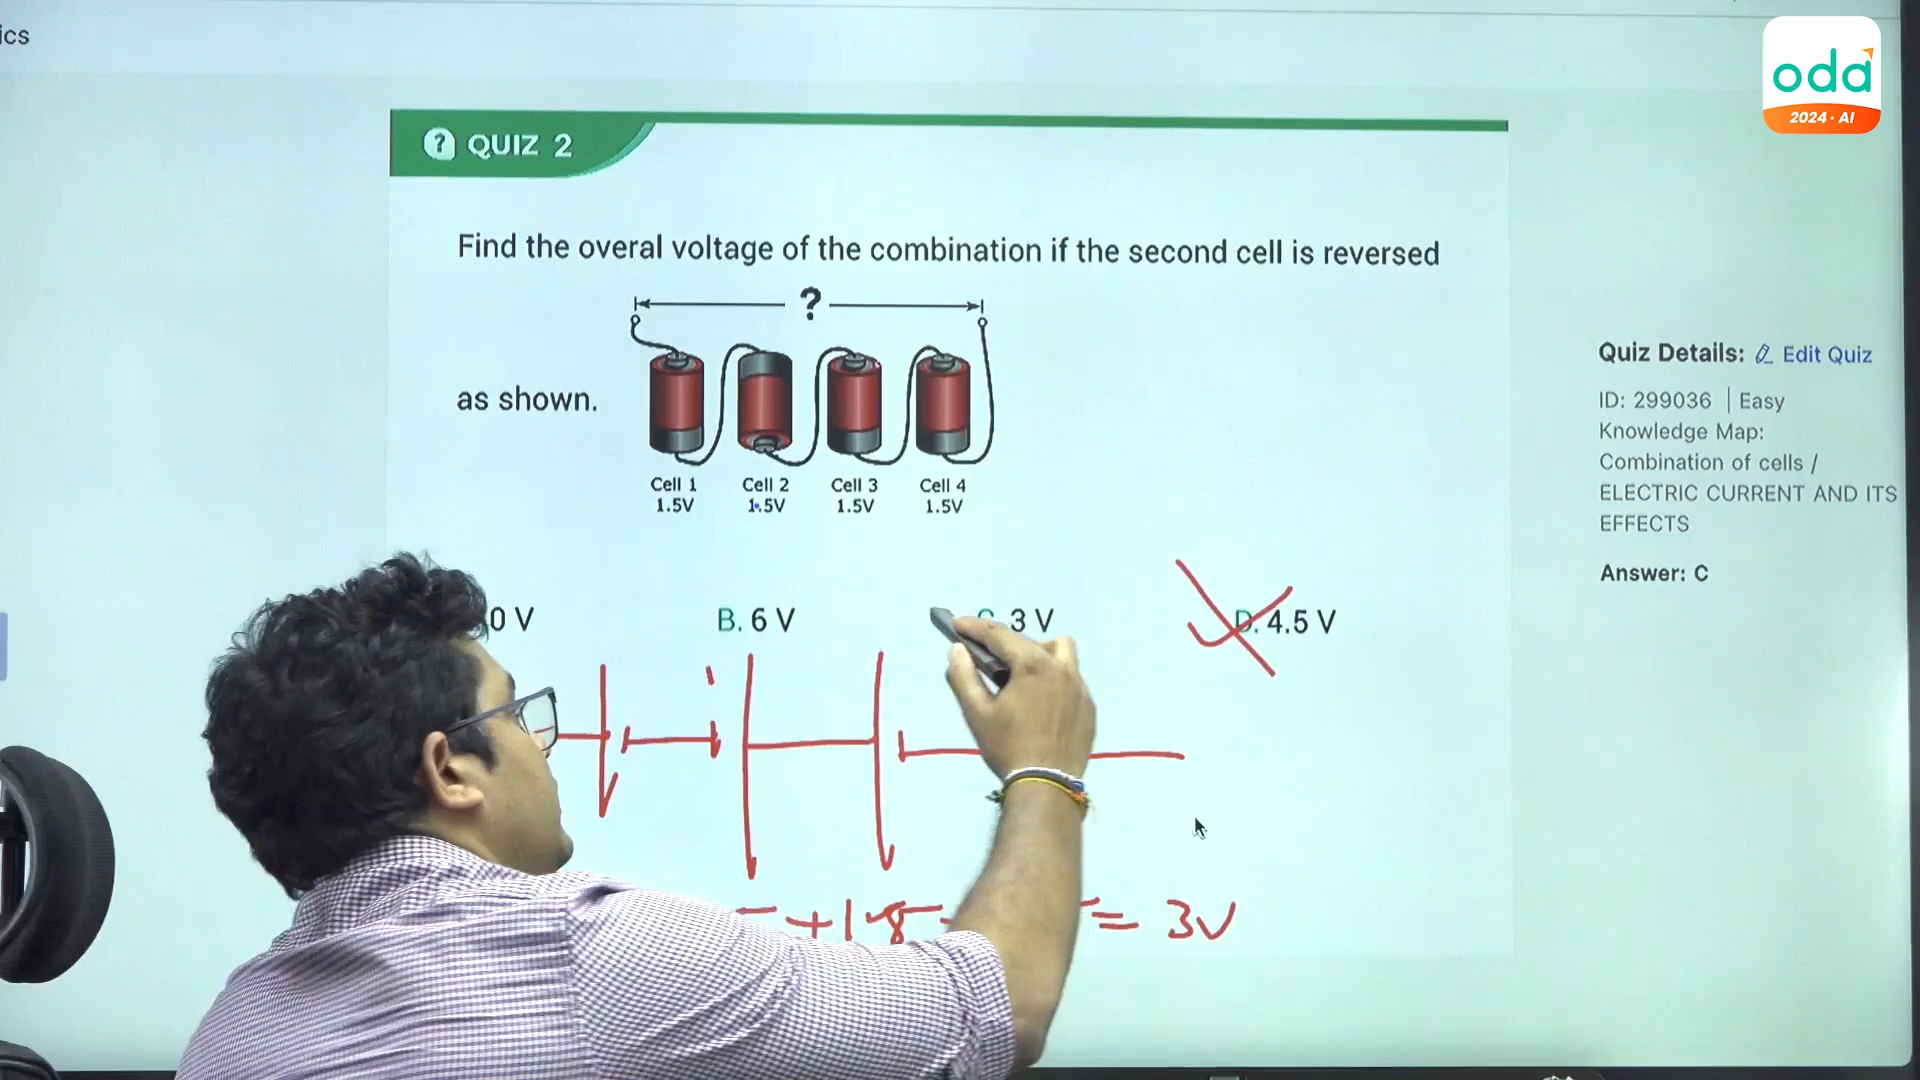 ics
oda
2024 · AI
? QUIZ 2
Find the overal voltage of the combination if the second cell is reversed
?
as shown.
Cell 1 Cell 2 Cell 3 Cell 4
1.5V 1.5V 1.5V 1.5V
0 V B. 6 V 3 V D. 4.5 V
= 3V
Quiz Details: Edit Quiz
ID: 299036 | Easy
Knowledge Map:
Combination of cells /
ELECTRIC CURRENT AND ITS
EFFECTS
Answer: C